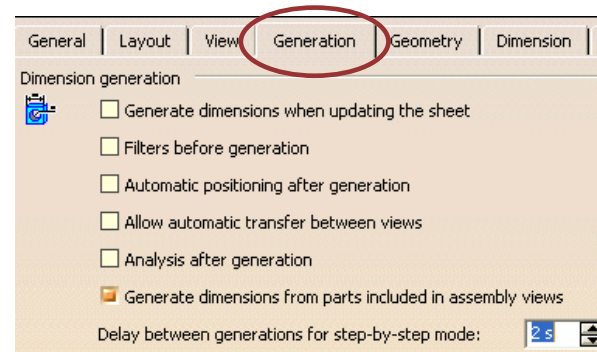 General Layout View Generation Geometry Dimension
Dimension generation
Generate dimensions when updating the sheet
Filters before generation
Automatic positioning after generation
Allow automatic transfer between views
Analysis after generation
Generate dimensions from parts included in assembly views
Delay between generations for step-by-step mode: 2 s